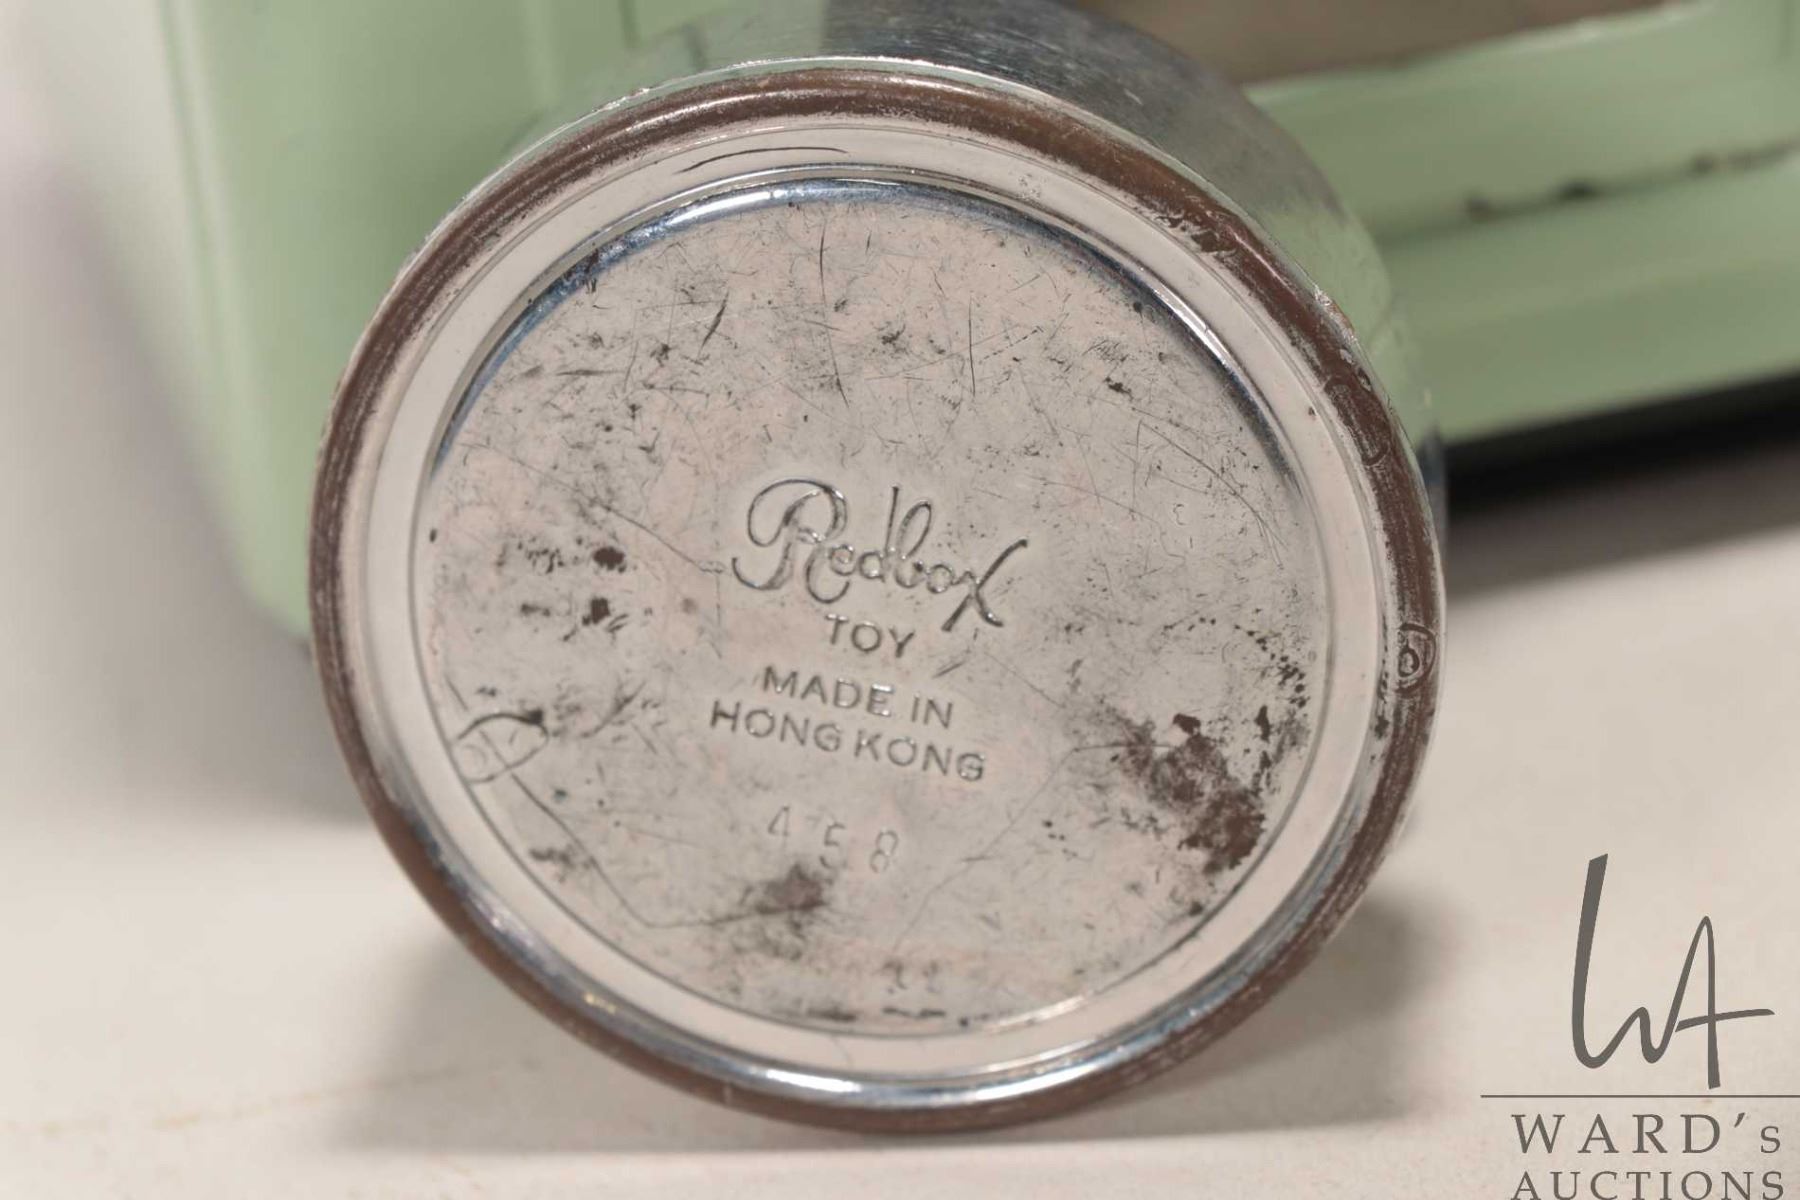 Redbox
TOY
MADE IN
HONG KONG
458
WARD's
AUCTIONS